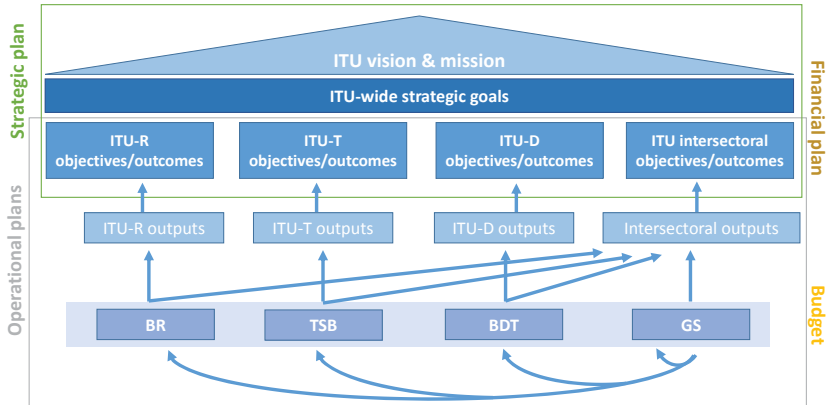 Strategic plan
Financial plan
ITU vision & mission
ITU-wide strategic goals
ITU-R
objectives/outcomes
ITU-T
objectives/outcomes
ITU-D
objectives/outcomes
ITU intersectoral
objectives/outcomes
Operational plans
ITU-R outputs
ITU-T outputs
ITU-D outputs
Intersectoral outputs
Budget
BR
TSB
BDT
GS